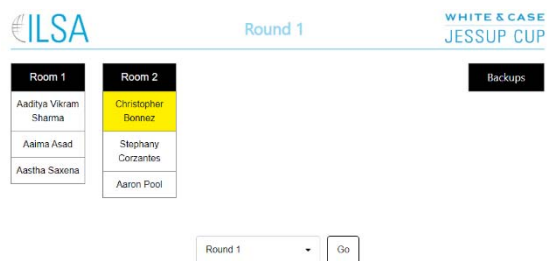 ILSA
Round 1
WHITE & CASE
JESSUP CUP
Room 1
Aaditya Vikram
Sharma
Aaima Asad
Aastha Saxena
Room 2
Christopher
Bonnez
Stephany
Corzantes
Aaron Pool
Backups
Round 1
Go